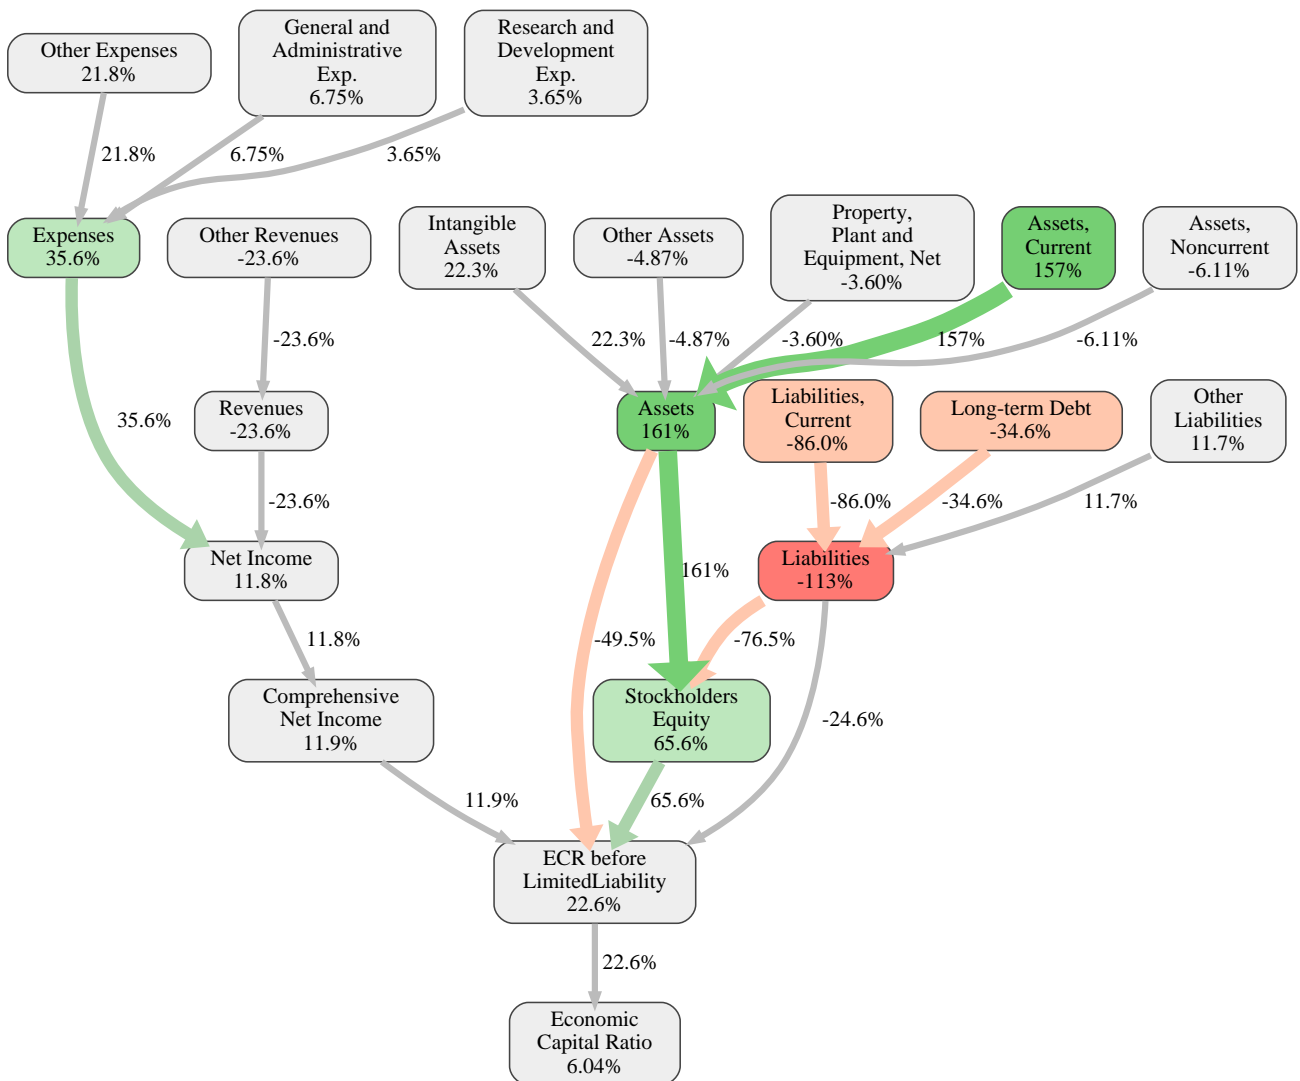 Other Expenses
21.8%
General and
Administrative
Exp.
6.75%
Research and
Development
Exp.
3.65%
21.8%
6.75%
3.65%
Expenses
35.6%
Other Revenues
-23.6%
Intangible
Assets
22.3%
Other Assets
-4.87%
Property,
Plant and
Equipment, Net
-3.60%
Assets,
Current
157%
Assets,
Noncurrent
-6.11%
-23.6%
22.3%
-4.87%
-3.60%
157%
-6.11%
35.6%
Revenues
-23.6%
Assets
161%
Liabilities,
Current
-86.0%
Long-term Debt
-34.6%
Other
Liabilities
11.7%
-23.6%
-86.0%
-34.6%
11.7%
Net Income
11.8%
161%
Liabilities
-113%
11.8%
-49.5%
-76.5%
Comprehensive
Net Income
11.9%
Stockholders
Equity
65.6%
-24.6%
11.9%
65.6%
ECR before
LimitedLiability
22.6%
22.6%
Economic
Capital Ratio
6.04%